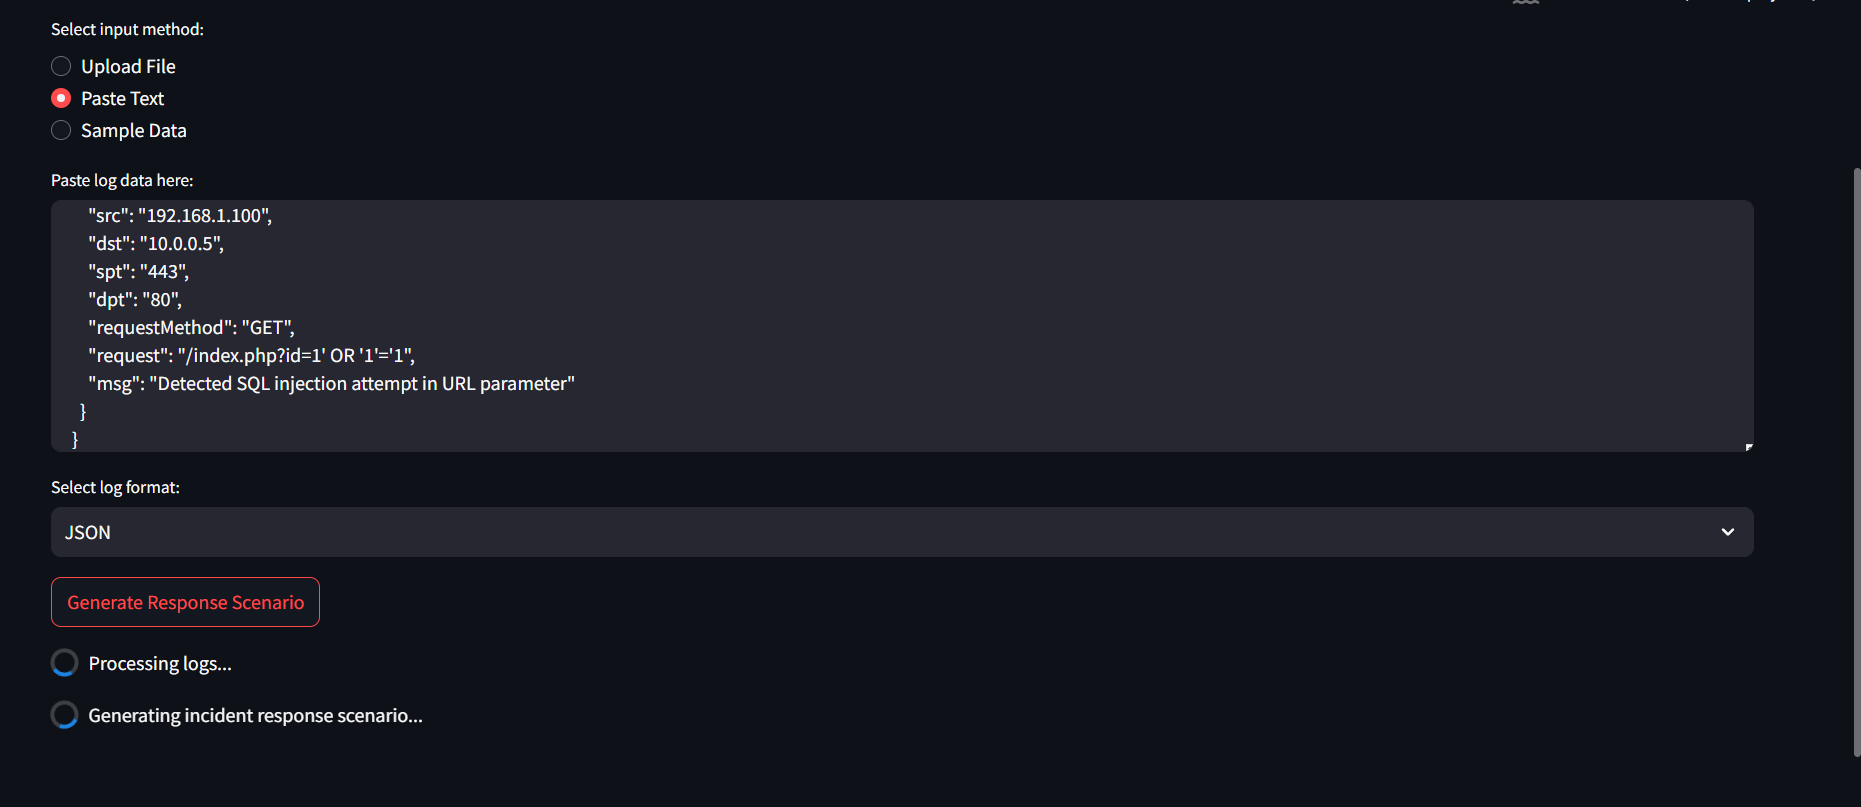 Select input method:
Upload File
Paste Text
Sample Data
Paste log data here:
"src": "192.168.1.100",
"dst": "10.0.0.5",
"spt": "443",
"dpt": "80",
"requestMethod": "GET",
"request": "/index.php?id=1' OR '1'='1",
"msg": "Detected SQL injection attempt in URL parameter"
}
}
Select log format:
JSON
Generate Response Scenario
Processing logs...
Generating incident response scenario...